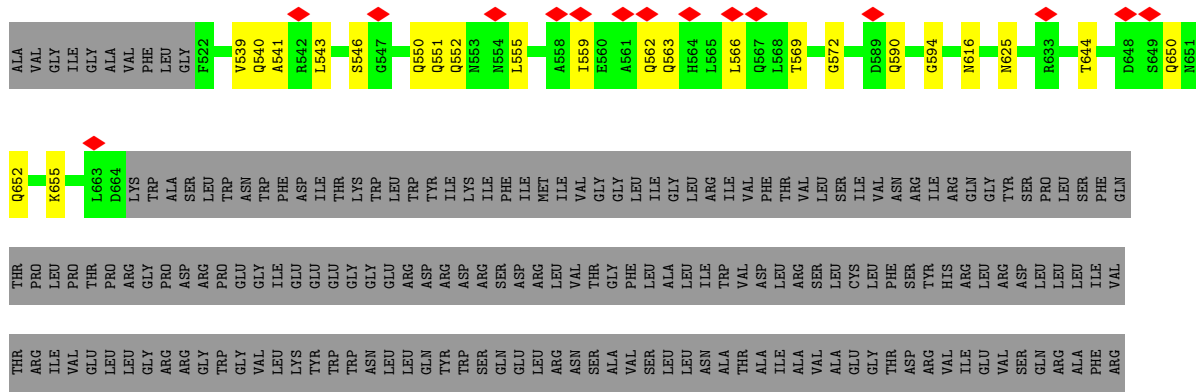 ALA VAL GLY ILE GLY ALA VAL PHE LEU GLY F522 V539 Q540 A541 R542 L543 S546 G547 Q550 Q551 Q552 N553 N554 L555 A558 I559 E560 A561 Q562 Q563 H564 L565 L566 Q567 L568 T569 G572 D589 Q590 G594 N616 N625 R633 T644 D648 S649 Q650 N651
Q652 K655 L663 D664 LYS TRP ALA SER LEU TRP ASN TRP PHE ASP ILE THR LYS TRP LEU TRP TYR ILE LYS ILE PHE ILE MET ILE VAL GLY GLY LEU ILE GLY LEU ARG ILE VAL PHE THR VAL LEU SER ILE VAL ASN ARG ILE ARG GLN GLY TYR SER PRO LEU SER PHE GLN
THR PRO LEU PRO THR PRO ARG GLY PRO ASP ARG PRO GLU GLY ILE GLU GLU GLU GLY GLY GLU ARG ASP ARG ASP ARG SER ASP ARG LEU VAL THR GLY PHE LEU ALA LEU ILE TRP VAL ASP LEU ARG SER LEU CYS LEU PHE SER TYR HIS ARG LEU ARG ASP LEU LEU LEU ILE VAL
THR ARG ILE VAL GLU LEU LEU GLY ARG ARG GLY TRP GLY VAL LEU LYS TYR TRP TRP ASN LEU LEU GLN TYR TRP SER GLN GLU LEU ARG ASN SER ALA VAL SER LEU LEU ASN ALA THR ALA ILE ALA VAL ALA GLU GLY THR ASP ARG VAL ILE GLU VAL SER GLN ARG ALA PHE ARG